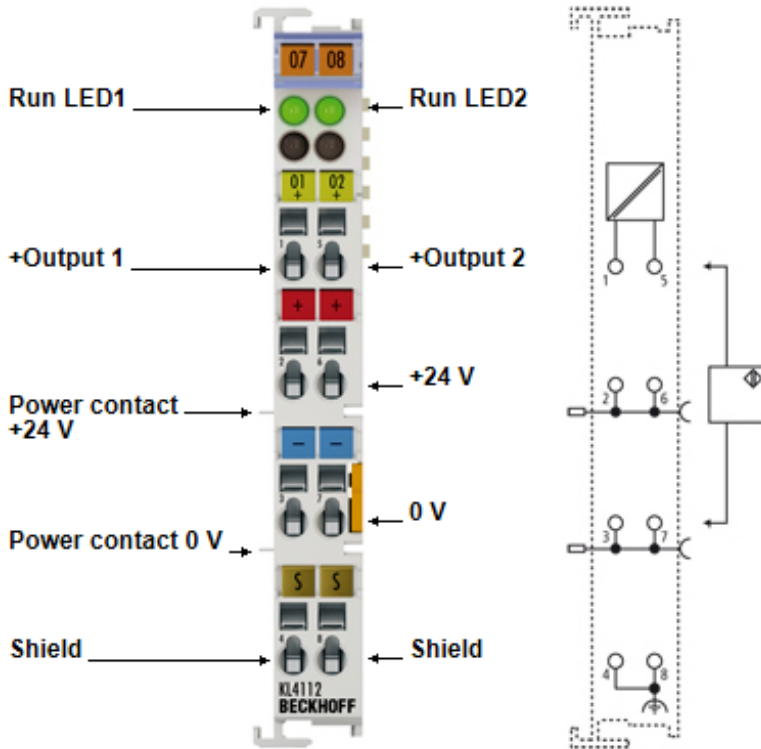 07 08
Run LED1
Run LED2
01 02
+ +
1 5
+Output 1
+Output 2
+ +
2 6
+24 V
Power contact
+24 V
− −
3 7
0 V
Power contact 0 V
S S
4 8
Shield
Shield
KL4112
BECKHOFF
1 5
2 6
3 7
4 8